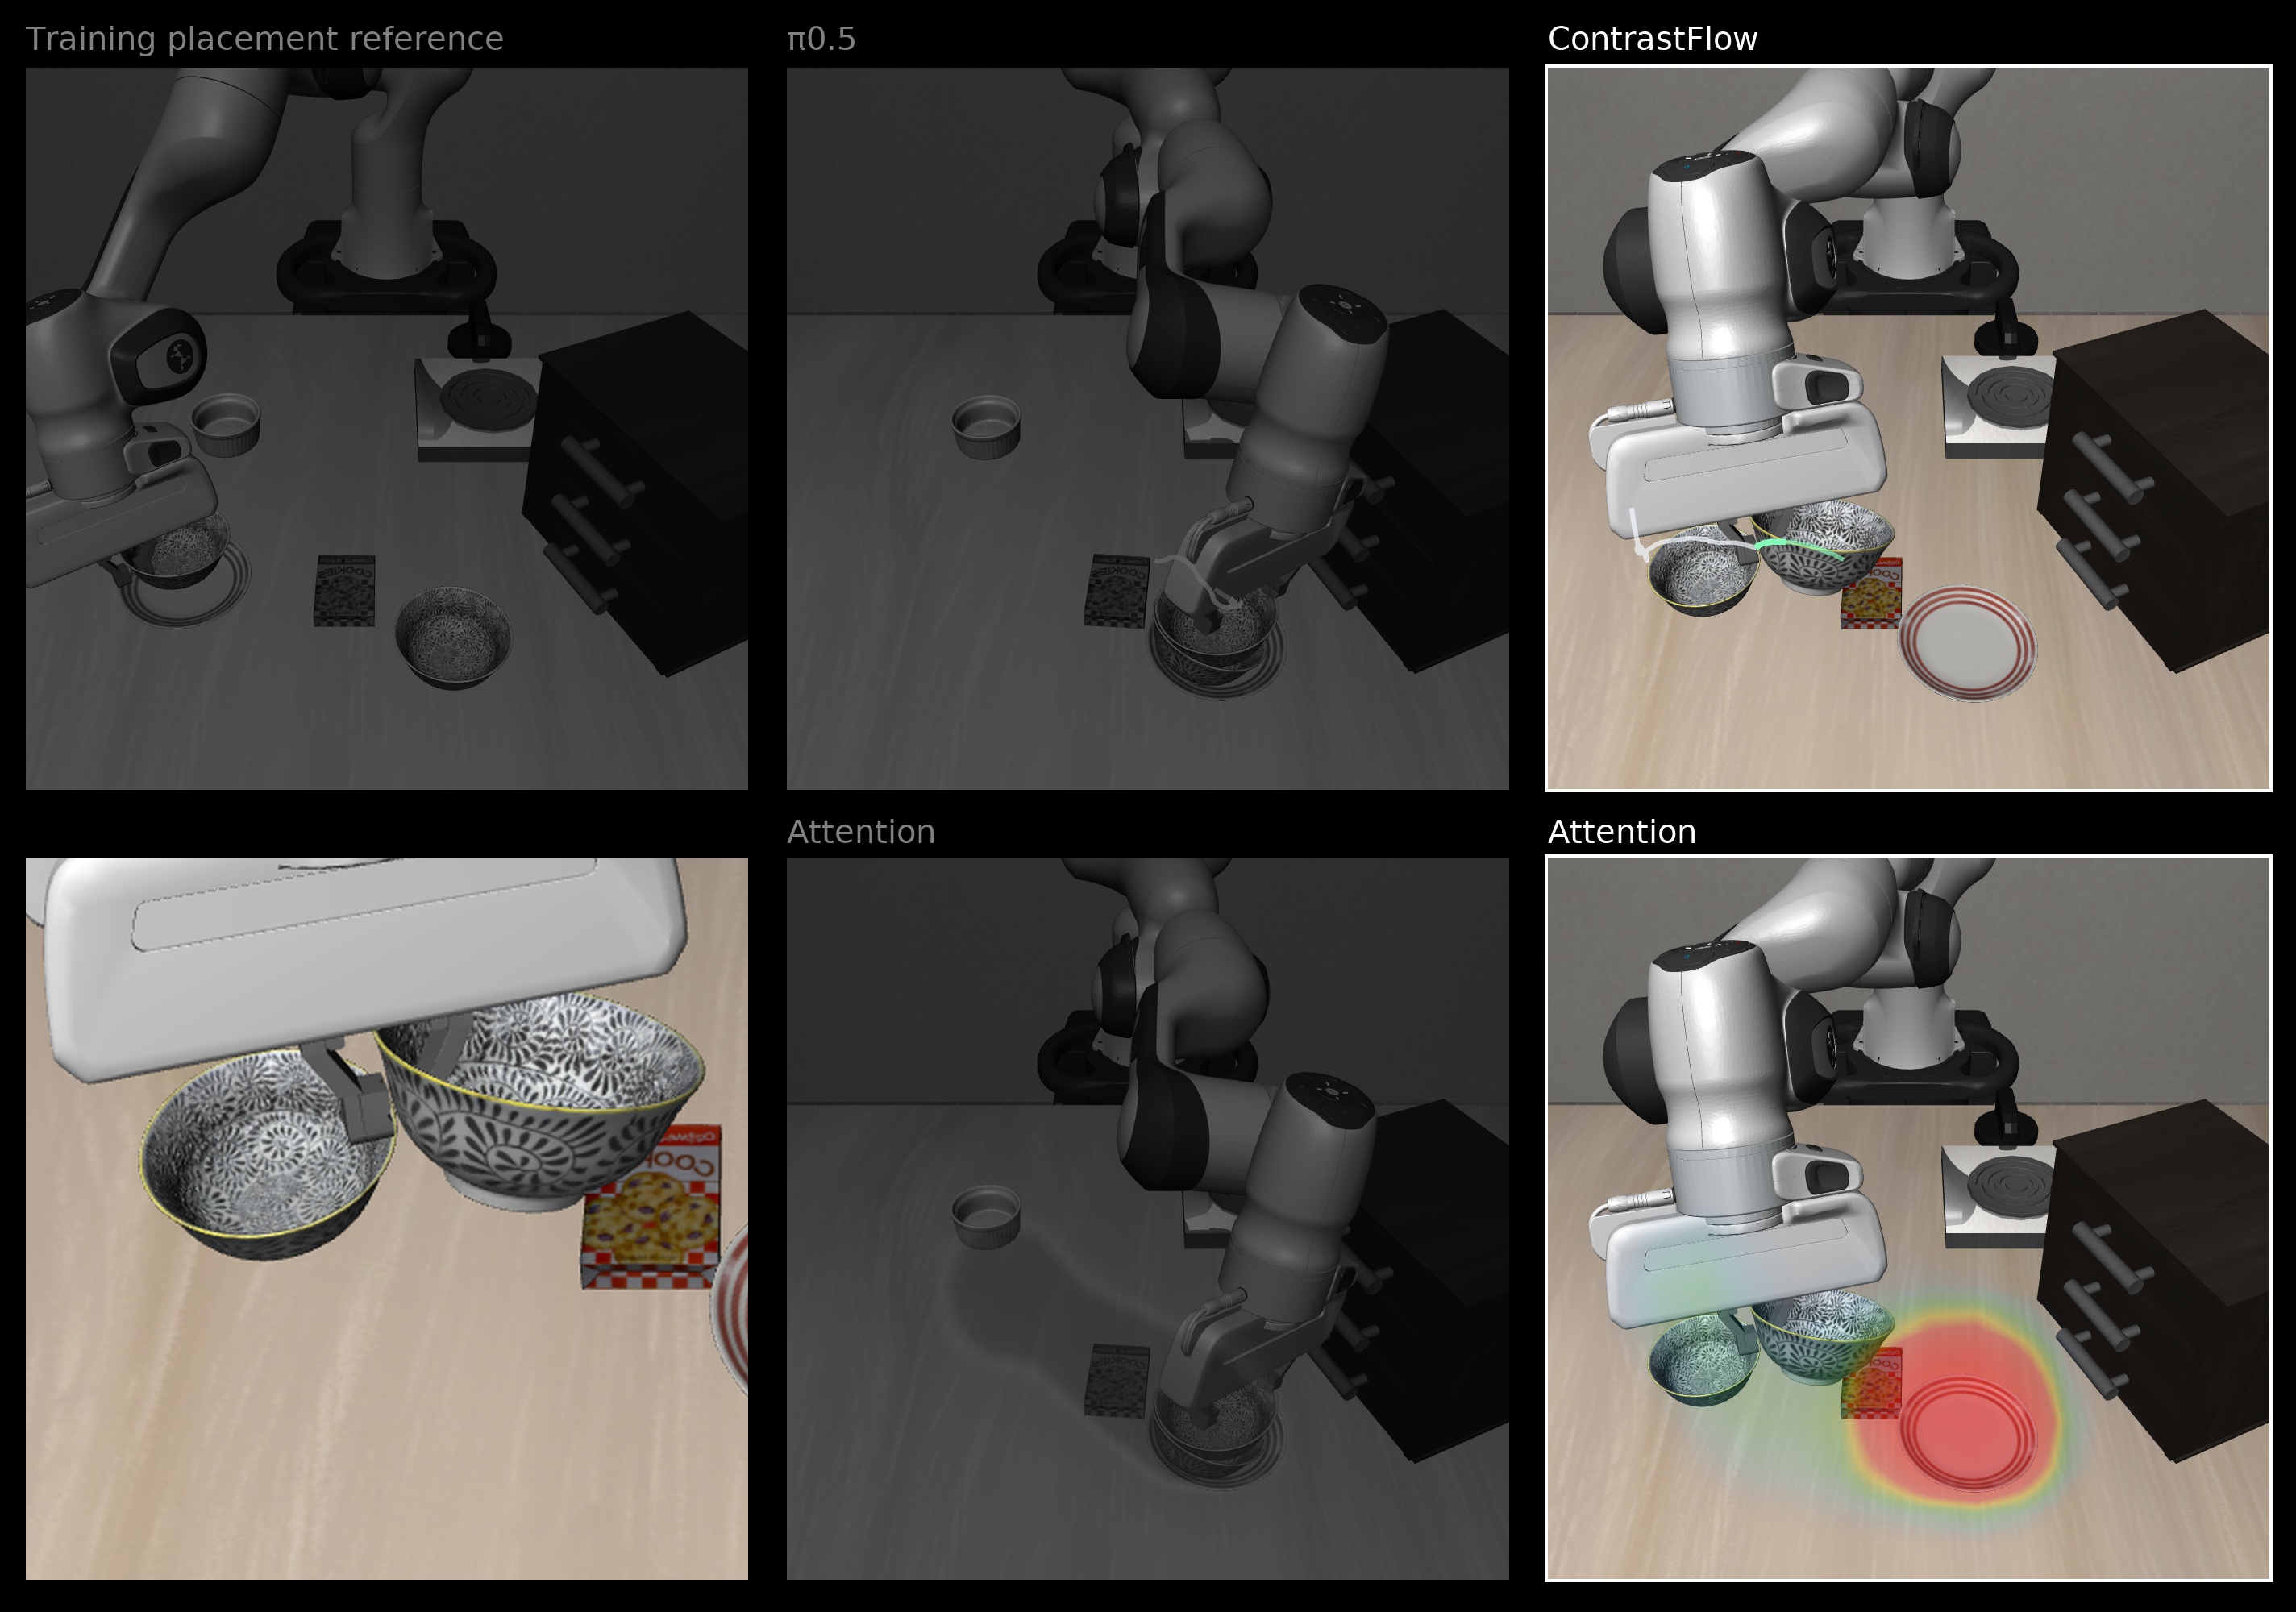 Training placement reference
π0.5
ContrastFlow
Attention
Attention